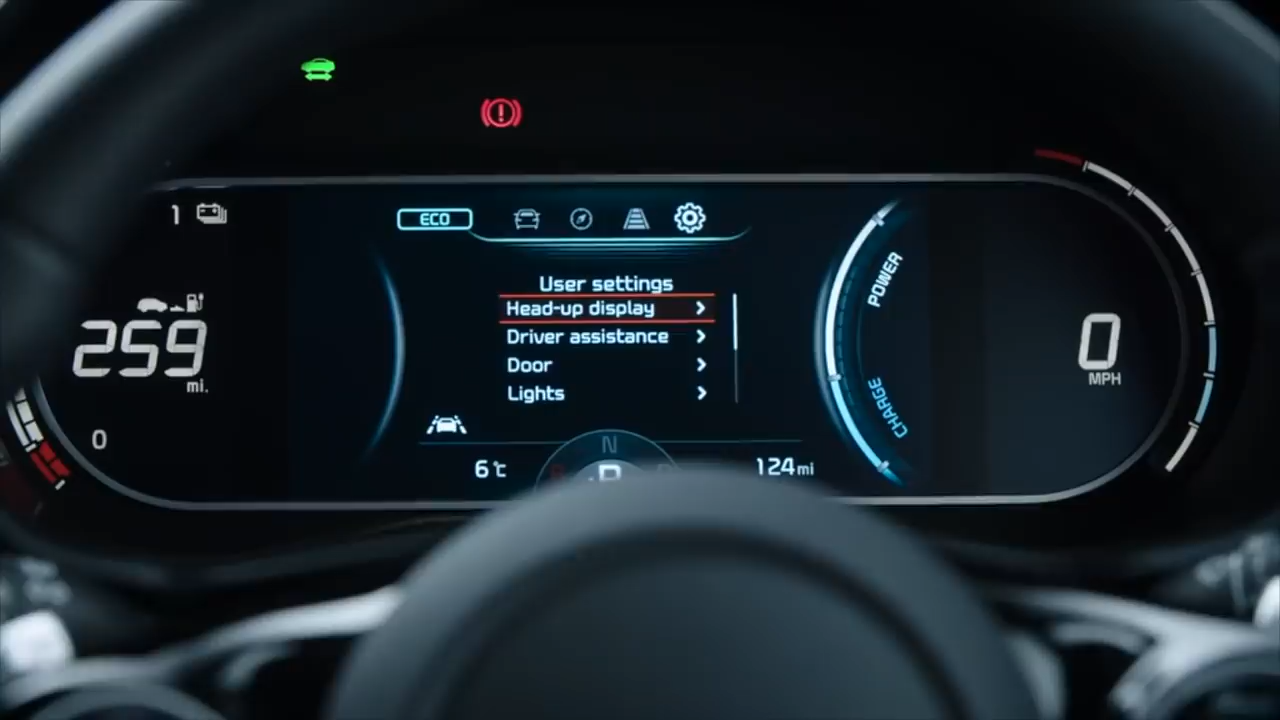 1
ECO
259
mi.
0
User settings
Head-up display
Driver assistance
Door
Lights
POWER
CHARGE
0
MPH
N
P
6℃
124mi